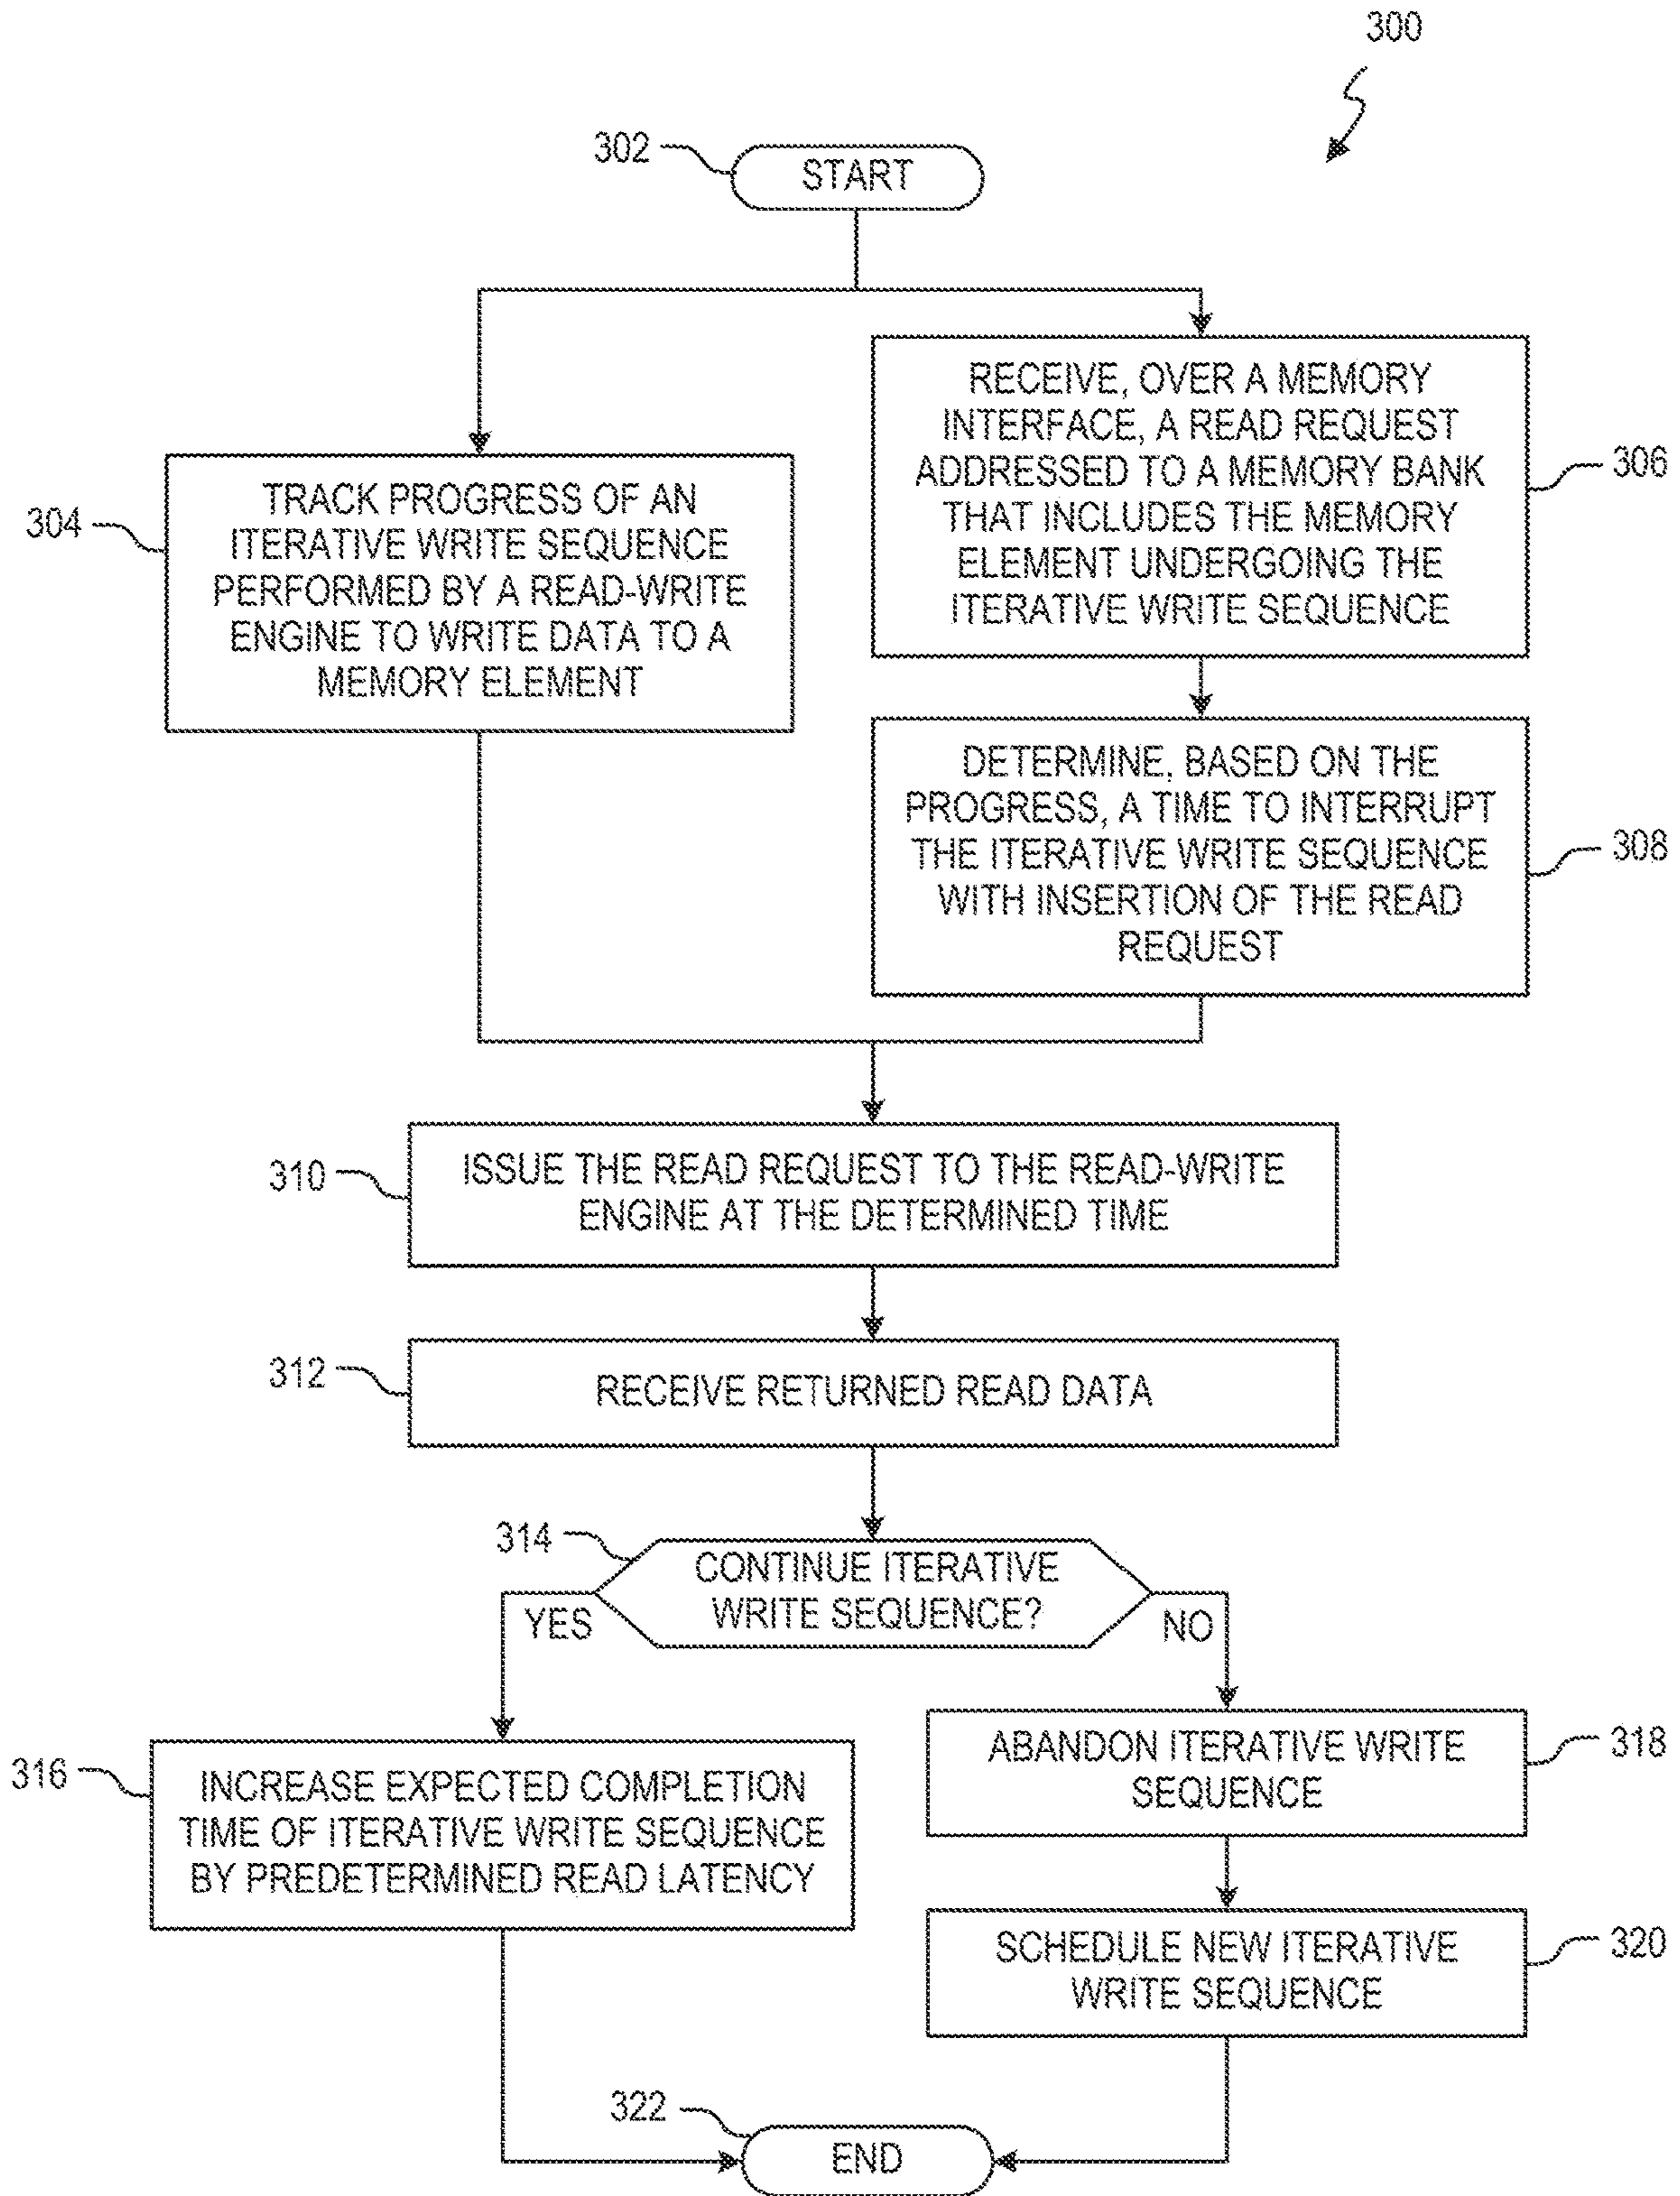 300
302
START
304
TRACK PROGRESS OF AN
ITERATIVE WRITE SEQUENCE
PERFORMED BY A READ-WRITE
ENGINE TO WRITE DATA TO A
MEMORY ELEMENT
RECEIVE, OVER A MEMORY
INTERFACE, A READ REQUEST
ADDRESSED TO A MEMORY BANK
THAT INCLUDES THE MEMORY
ELEMENT UNDERGOING THE
ITERATIVE WRITE SEQUENCE
306
DETERMINE, BASED ON THE
PROGRESS, A TIME TO INTERRUPT
THE ITERATIVE WRITE SEQUENCE
WITH INSERTION OF THE READ
REQUEST
308
310
ISSUE THE READ REQUEST TO THE READ-WRITE
ENGINE AT THE DETERMINED TIME
312
RECEIVE RETURNED READ DATA
314
CONTINUE ITERATIVE
WRITE SEQUENCE?
YES
NO
316
INCREASE EXPECTED COMPLETION
TIME OF ITERATIVE WRITE SEQUENCE
BY PREDETERMINED READ LATENCY
ABANDON ITERATIVE WRITE
SEQUENCE
318
SCHEDULE NEW ITERATIVE
WRITE SEQUENCE
320
322
END